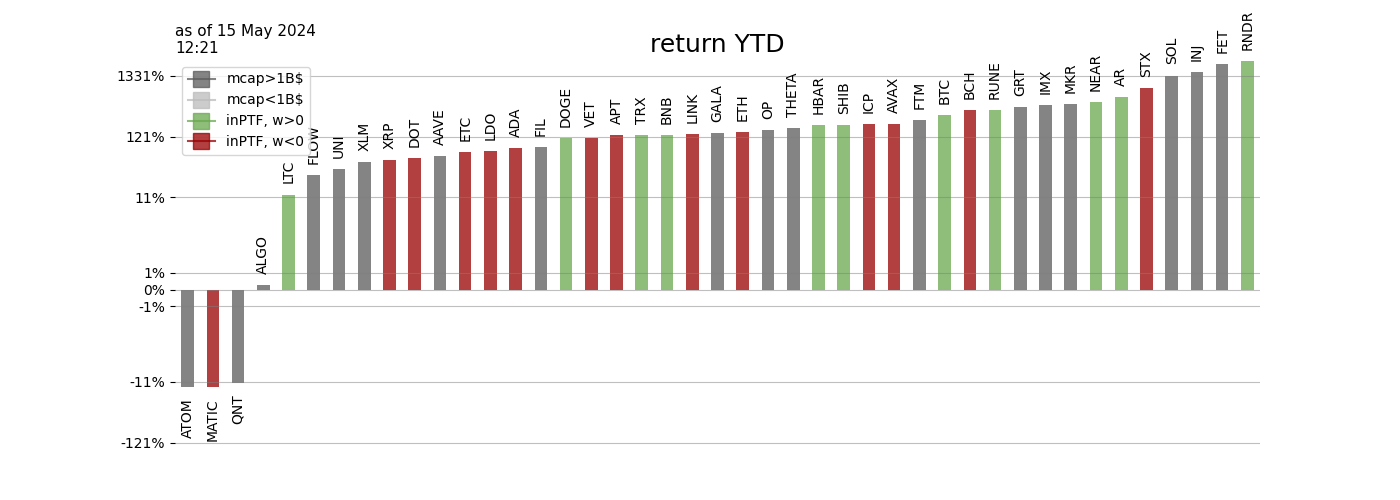 as of 15 May 2024
12:21
return YTD
mcap>1B$
mcap<1B$
inPTF, w>0
inPTF, w<0
1331%
121%
11%
1%
0%
-1%
-11%
-121%
ATOM
MATIC
QNT
ALGO
LTC
FLOW
UNI
XLM
XRP
DOT
AAVE
ETC
LDO
ADA
FIL
DOGE
VET
APT
TRX
BNB
LINK
GALA
ETH
OP
THETA
HBAR
SHIB
ICP
AVAX
FTM
BTC
BCH
RUNE
GRT
IMX
MKR
NEAR
AR
STX
SOL
INJ
FET
RNDR